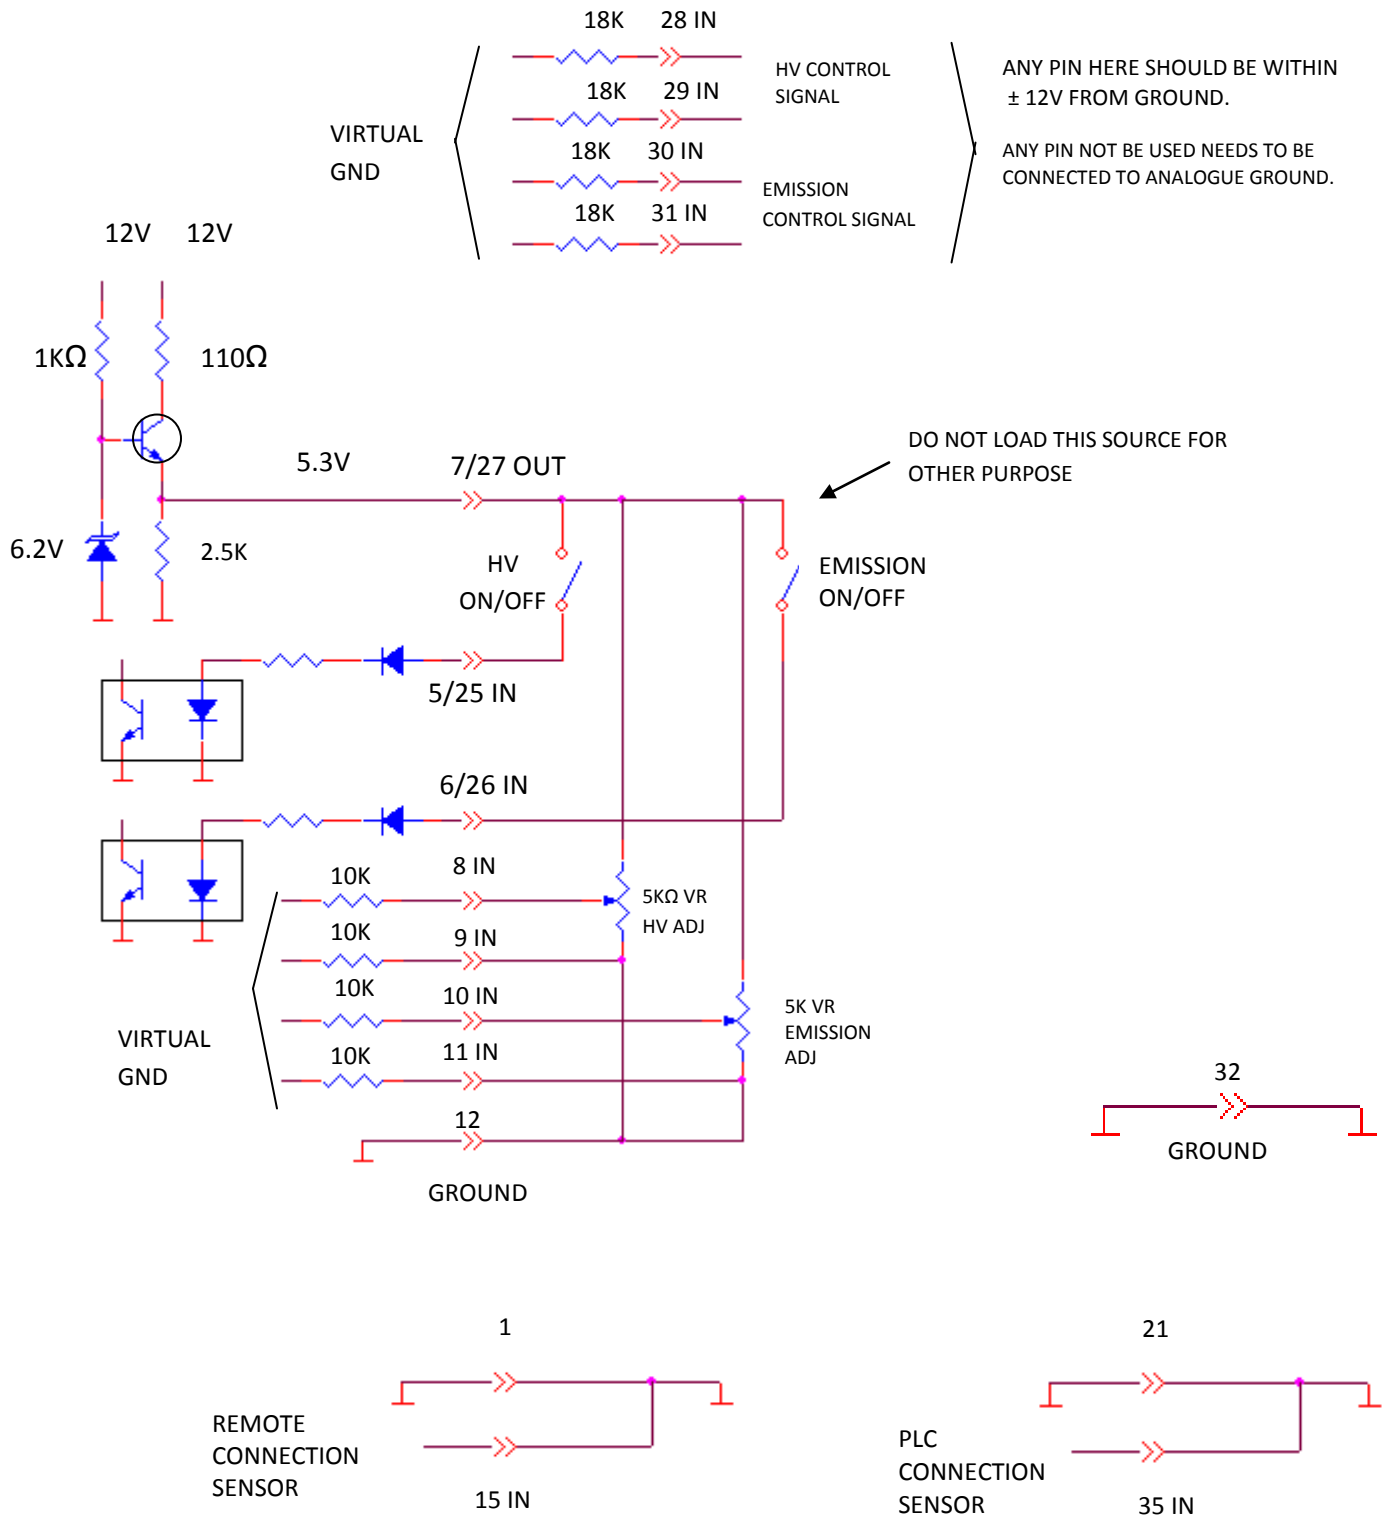 18K 28 IN
HV CONTROL
SIGNAL
18K 29 IN
18K 30 IN
EMISSION
CONTROL SIGNAL
18K 31 IN
VIRTUAL
GND
ANY PIN HERE SHOULD BE WITHIN
± 12V FROM GROUND.
ANY PIN NOT BE USED NEEDS TO BE
CONNECTED TO ANALOGUE GROUND.
12V 12V
1KΩ 110Ω
5.3V 7/27 OUT
DO NOT LOAD THIS SOURCE FOR
OTHER PURPOSE
6.2V 2.5K
HV
ON/OFF
EMISSION
ON/OFF
5/25 IN
6/26 IN
10K 8 IN
5KΩ VR
HV ADJ
10K 9 IN
10K 10 IN
5K VR
EMISSION
ADJ
10K 11 IN
VIRTUAL
GND
12
GROUND
32
GROUND
1
REMOTE
CONNECTION
SENSOR
15 IN
21
PLC
CONNECTION
SENSOR
35 IN